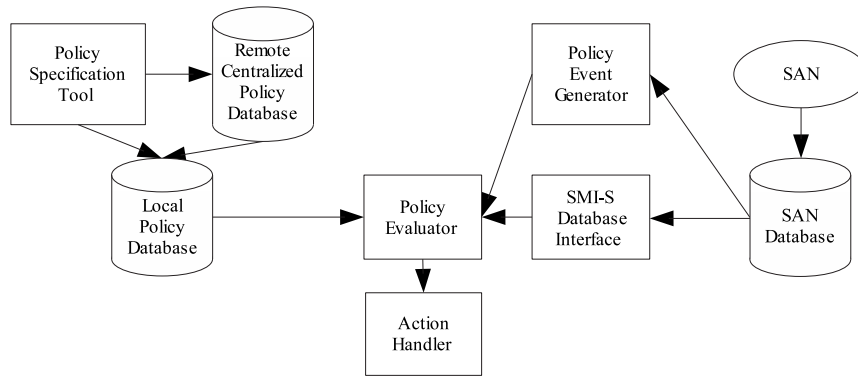 Policy
Specification
Tool
Remote
Centralized
Policy
Database
Policy
Event
Generator
SAN
Local
Policy
Database
Policy
Evaluator
SMI-S
Database
Interface
SAN
Database
Action
Handler